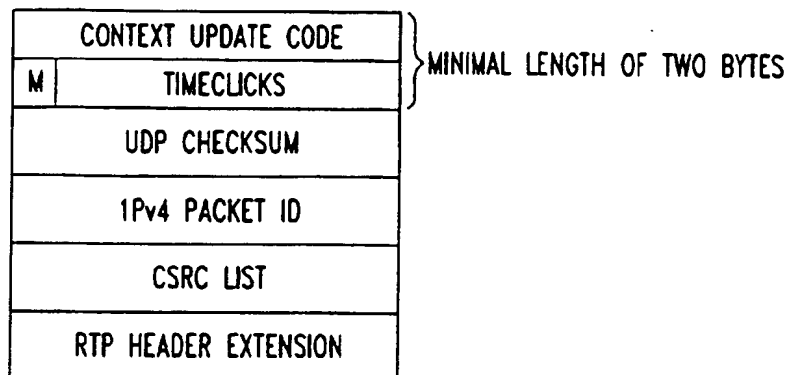 CONTEXT UPDATE CODE
M TIMECLICKS
MINIMAL LENGTH OF TWO BYTES
UDP CHECKSUM
1Pv4 PACKET ID
CSRC LIST
RTP HEADER EXTENSION